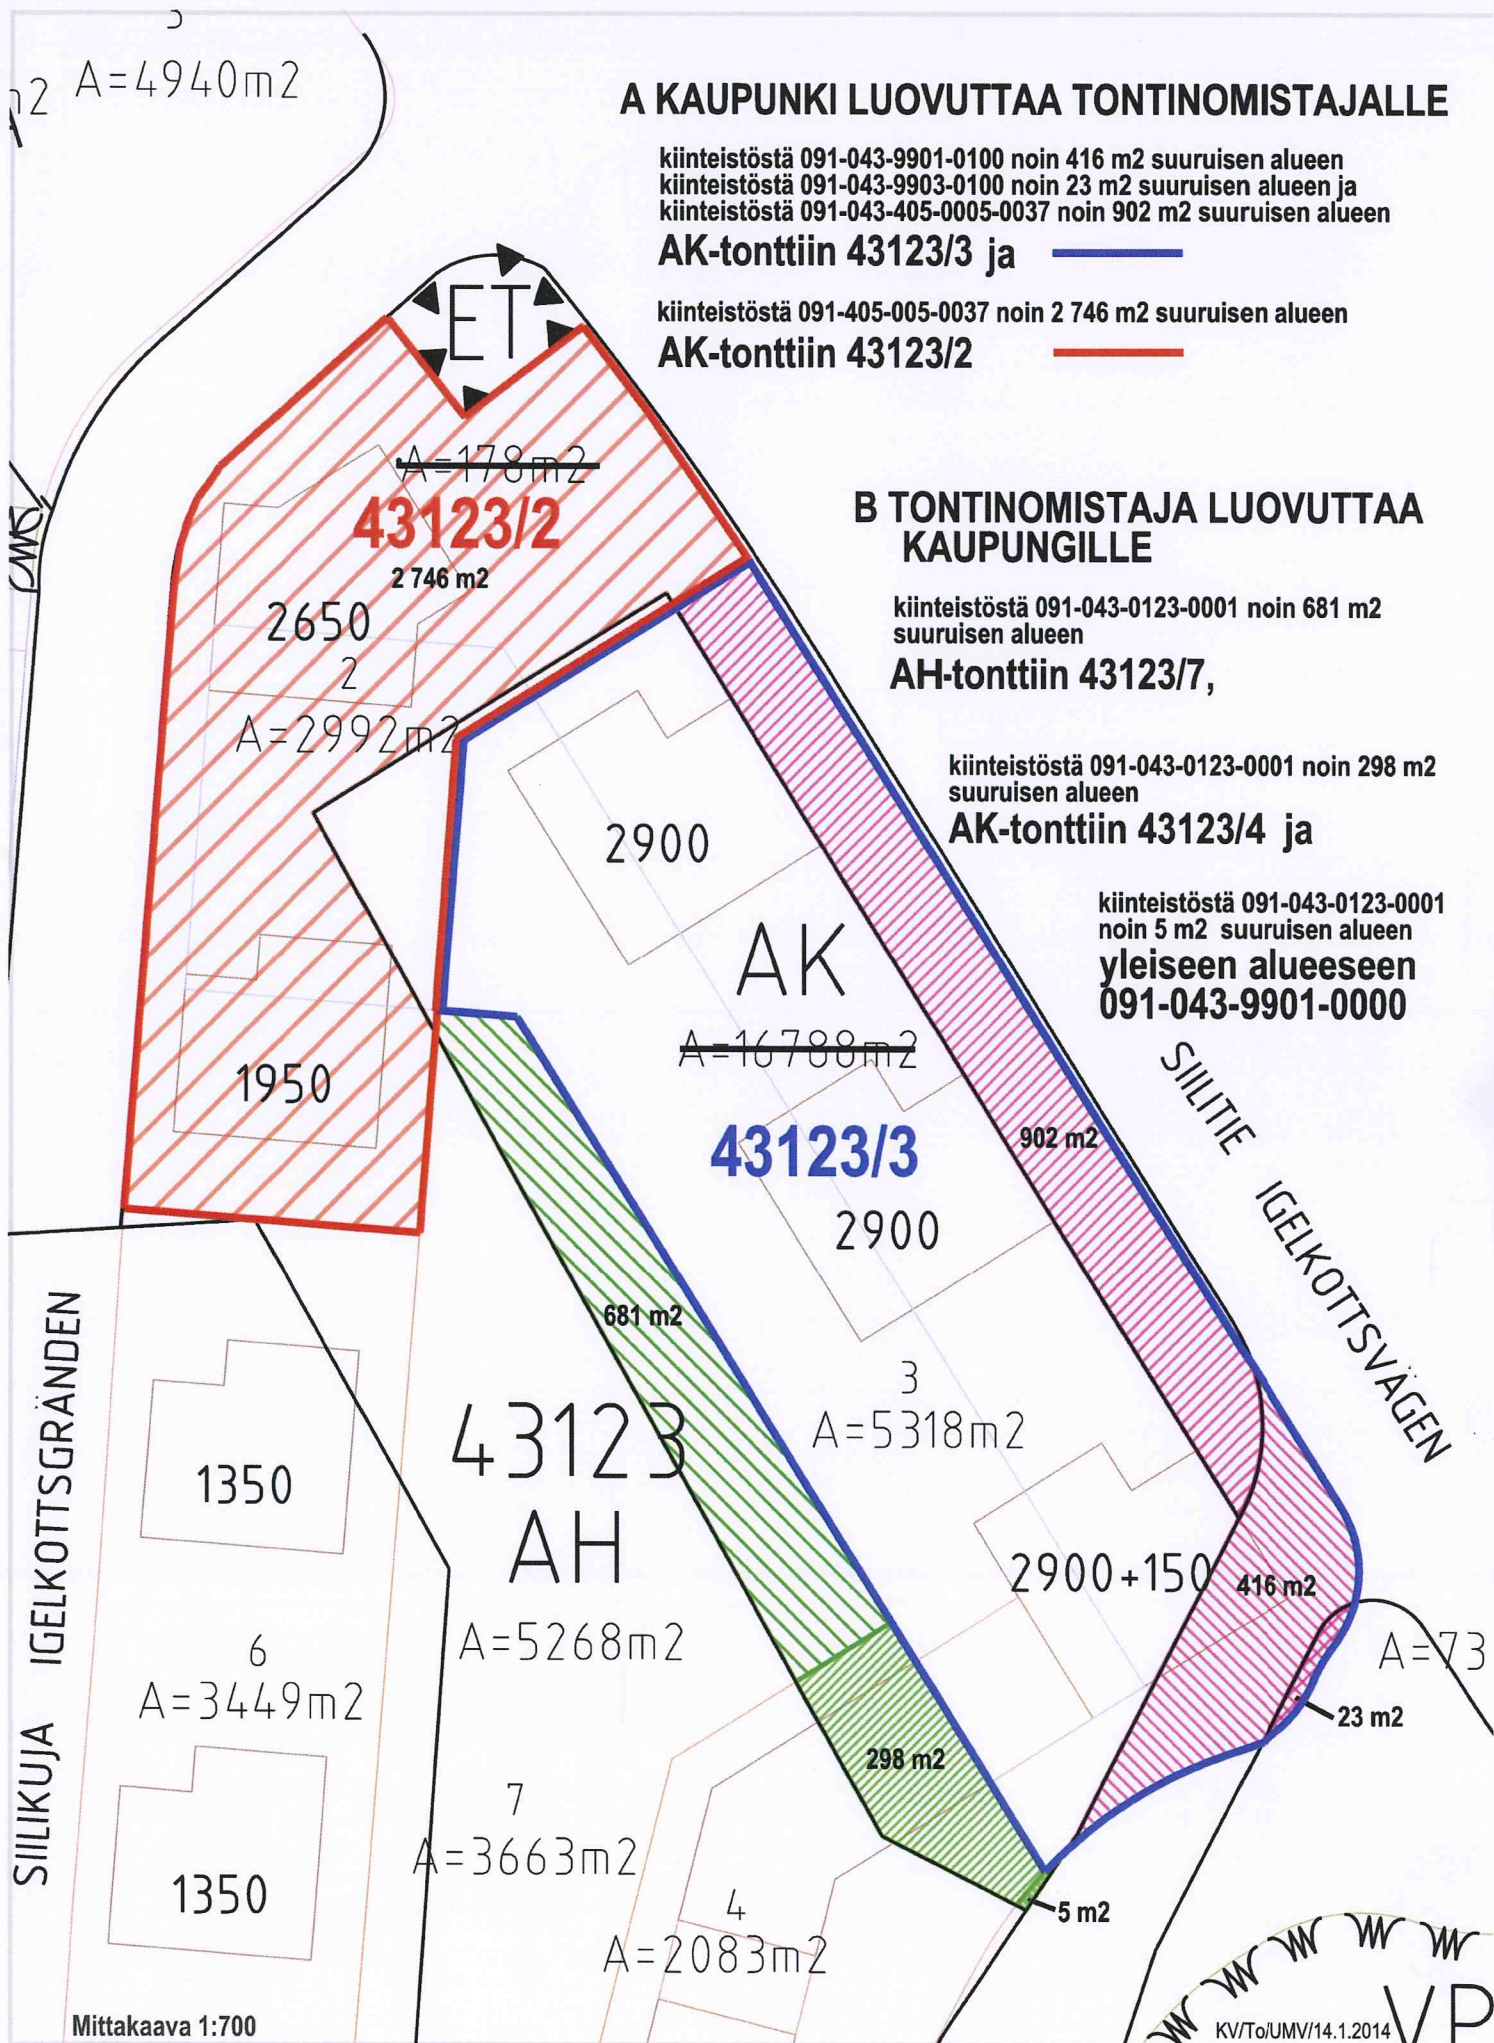 A=4940m2
A KAUPUNKI LUOVUTTAA TONTINOMISTAJALLE
kiinteistöstä 091-043-9901-0100 noin 416 m2 suuruisen alueen
kiinteistöstä 091-043-9903-0100 noin 23 m2 suuruisen alueen ja
kiinteistöstä 091-043-405-0005-0037 noin 902 m2 suuruisen alueen
AK-tonttiin 43123/3 ja
kiinteistöstä 091-405-005-0037 noin 2 746 m2 suuruisen alueen
AK-tonttiin 43123/2
ET
A=178m2
43123/2
2 746 m2
2650
2
A=2992m2
B TONTINOMISTAJA LUOVUTTAA
KAUPUNGILLE
kiinteistöstä 091-043-0123-0001 noin 681 m2
suuruisen alueen
AH-tonttiin 43123/7,
kiinteistöstä 091-043-0123-0001 noin 298 m2
suuruisen alueen
AK-tonttiin 43123/4 ja
kiinteistöstä 091-043-0123-0001
noin 5 m2 suuruisen alueen
yleiseen alueeseen
091-043-9901-0000
2900
AK
A=16788m2
43123/3
2900
902 m2
1950
SIILITIE IGELKOTTSVÄGEN
681 m2
3
A=5318m2
43123
AH
A=5268m2
2900+150
416 m2
23 m2
A=73
1350
6
A=3449m2
1350
SIILIKUJA IGELKOTTSGRÄNDEN
298 m2
7
A=3663m2
4
A=2083m2
5 m2
VP
Mittakaava 1:700
KV/To/UMV/14.1.2014